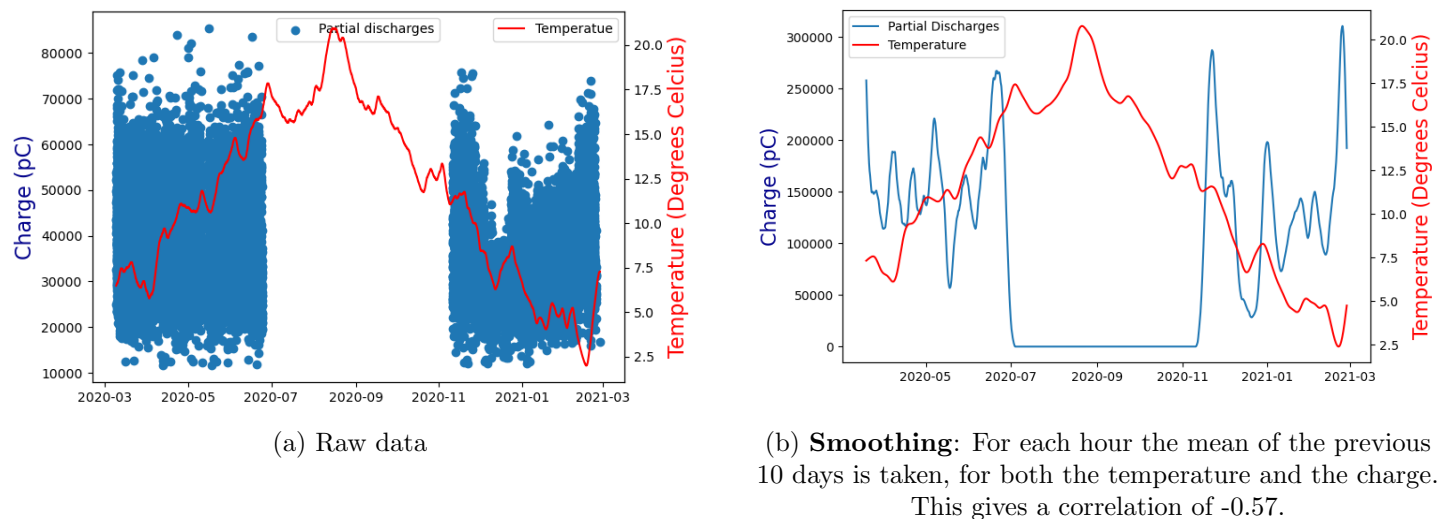 Partial discharges
Temperatue
80000
70000
60000
50000
40000
30000
20000
10000
Charge (pC)
20.0
17.5
15.0
12.5
10.0
7.5
5.0
2.5
Temperature (Degrees Celcius)
2020-03 2020-05 2020-07 2020-09 2020-11 2021-01 2021-03
(a) Raw data
Partial Discharges
Temperature
300000
250000
200000
150000
100000
50000
0
Charge (pC)
20.0
17.5
15.0
12.5
10.0
7.5
5.0
2.5
Temperature (Degrees Celcius)
2020-05 2020-07 2020-09 2020-11 2021-01 2021-03
(b) Smoothing: For each hour the mean of the previous
10 days is taken, for both the temperature and the charge.
This gives a correlation of -0.57.